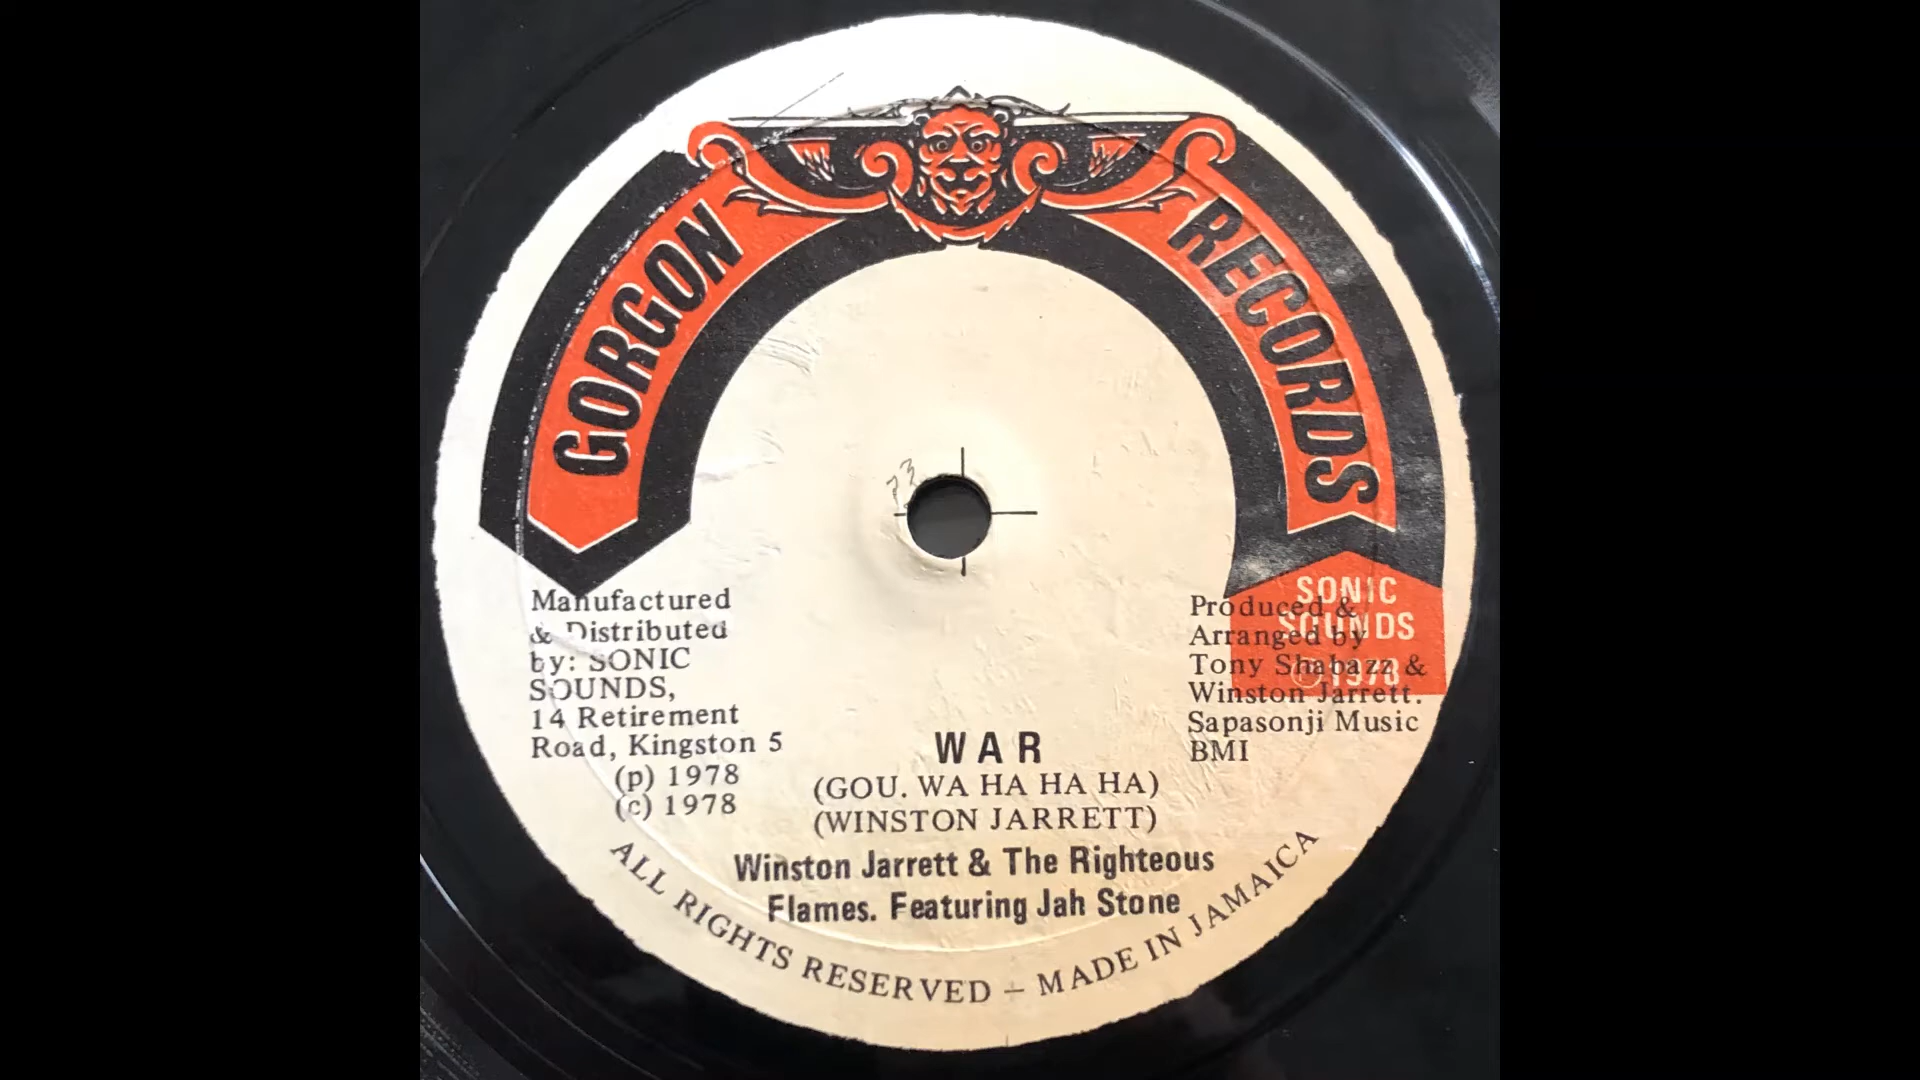 GORGON
RECORDS
SONIC
SOUNDS
℗ 1978
Manufactured
& Distributed
by: SONIC
SOUNDS,
14 Retirement
Road, Kingston 5
(p) 1978
(c) 1978
Produced &
Arranged by
Tony Shabazz &
Winston Jarrett.
Sapasonji Music
BMI
WAR
(GOU. WA HA HA HA)
(WINSTON JARRETT)
Winston Jarrett & The Righteous
Flames. Featuring Jah Stone
ALL RIGHTS RESERVED – MADE IN JAMAICA